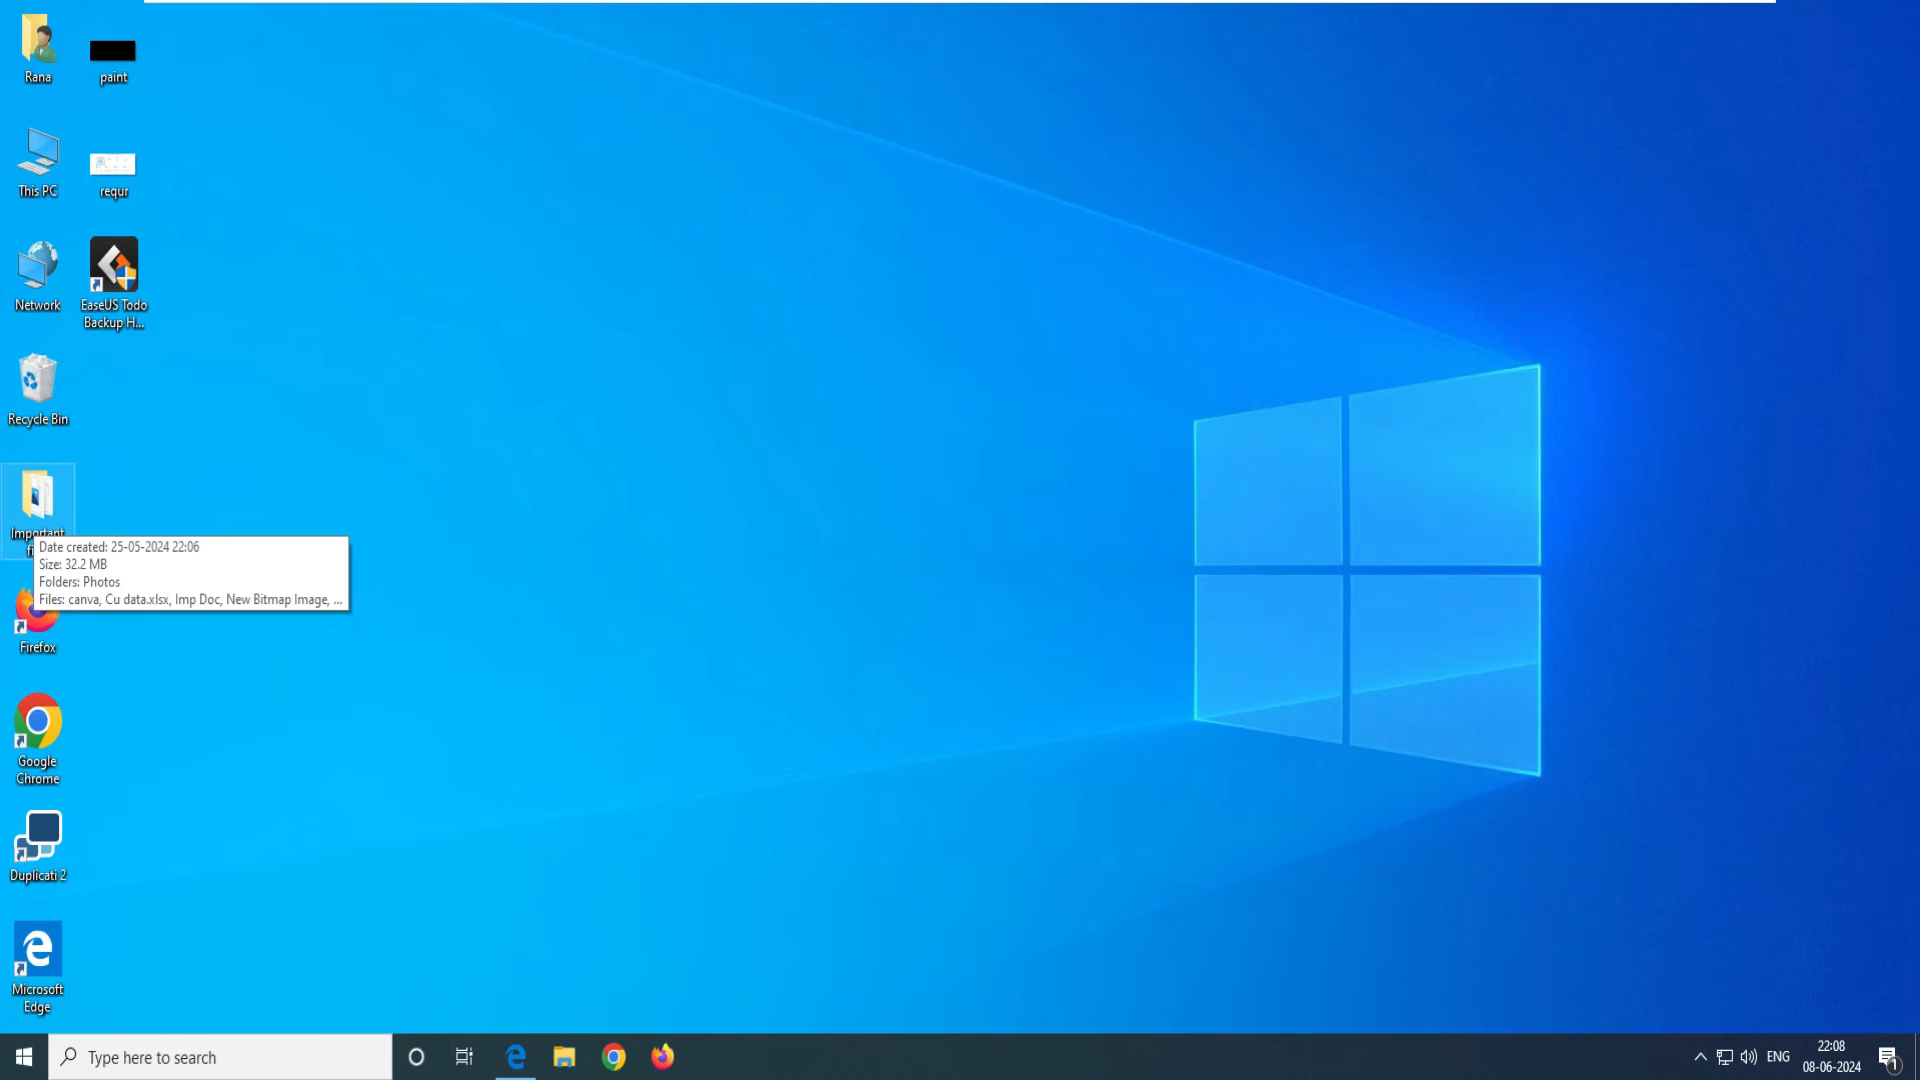 Rana
paint
This PC
requr
Network
EaseUS Todo
Backup H...
Recycle Bin
Important
Date created: 25-05-2024 22:06
Size: 32.2 MB
Folders: Photos
Files: canva, Cu data.xlsx, Imp Doc, New Bitmap Image, ...
Firefox
Google
Chrome
Duplicati 2
Microsoft
Edge
Type here to search
ENG
22:08
08-06-2024
1